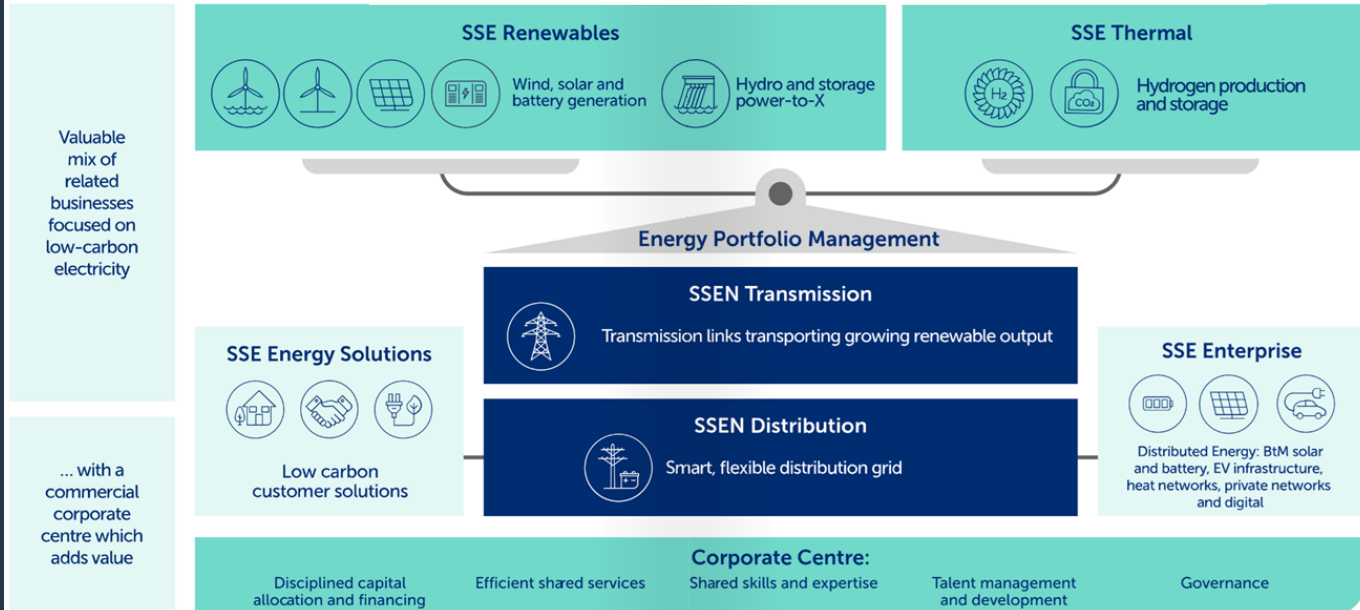 Valuable
mix of
related
businesses
focused on
low-carbon
electricity
... with a
commercial
corporate
centre which
adds value
SSE Renewables
Wind, solar and
battery generation
Hydro and storage
power-to-X
SSE Thermal
H₂
CO₂
Hydrogen production
and storage
Energy Portfolio Management
SSEN Transmission
Transmission links transporting growing renewable output
SSE Energy Solutions
Low carbon
customer solutions
SSEN Distribution
Smart, flexible distribution grid
SSE Enterprise
Distributed Energy: BtM solar
and battery, EV infrastructure,
heat networks, private networks
and digital
Corporate Centre:
Disciplined capital
allocation and financing
Efficient shared services
Shared skills and expertise
Talent management
and development
Governance